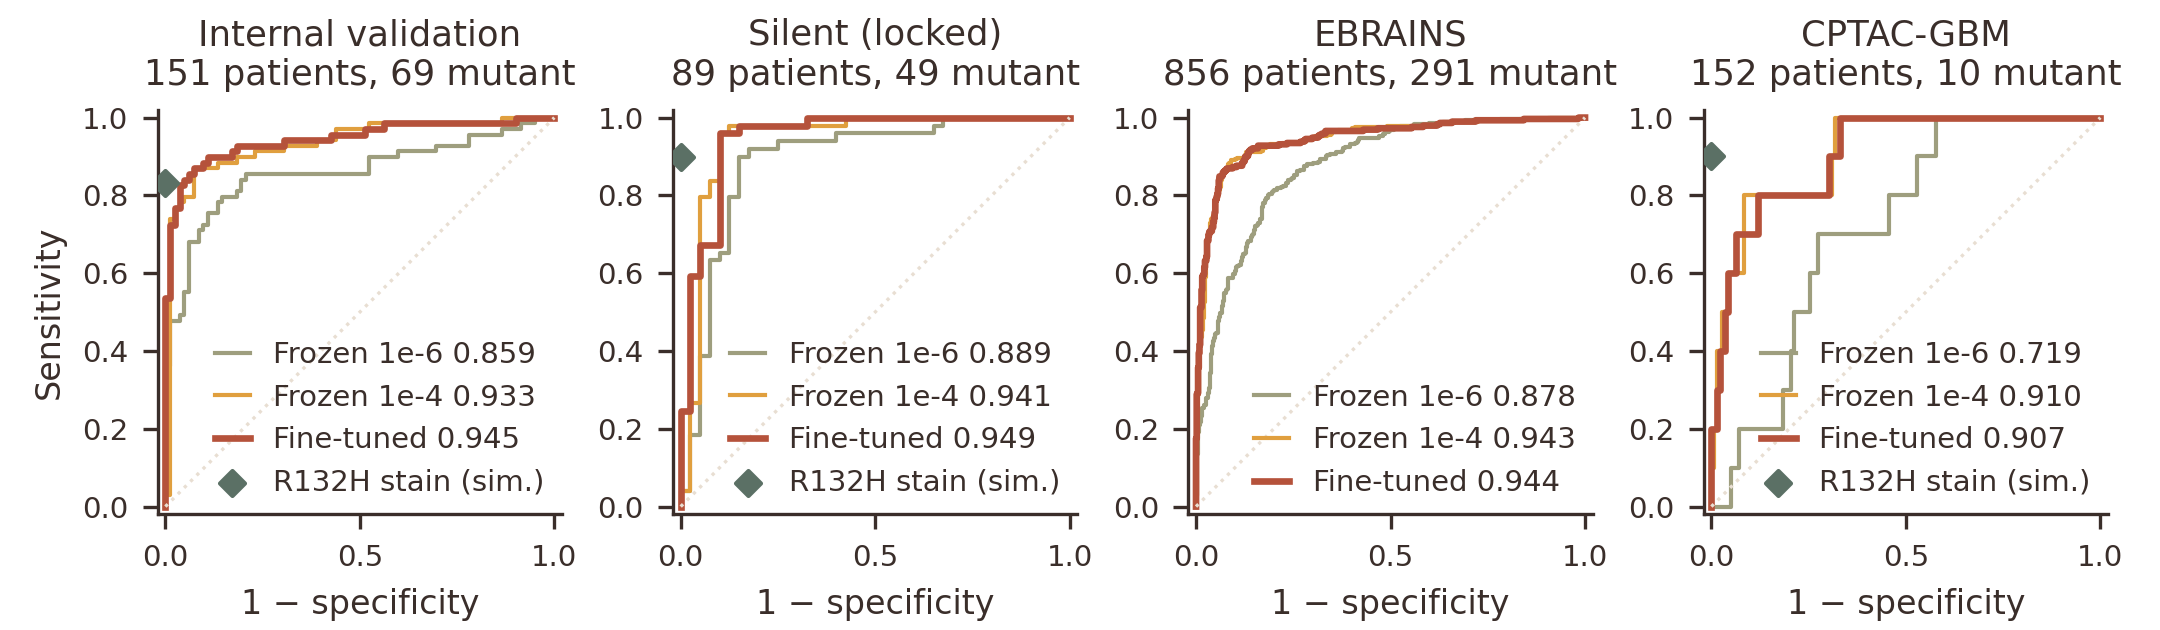 Internal validation
151 patients, 69 mutant
Sensitivity
1.0
0.8
0.6
0.4
0.2
0.0
Frozen 1e-6 0.859
Frozen 1e-4 0.933
Fine-tuned 0.945
R132H stain (sim.)
0.0 0.5 1.0
1 − specificity
Silent (locked)
89 patients, 49 mutant
1.0
0.8
0.6
0.4
0.2
0.0
Frozen 1e-6 0.889
Frozen 1e-4 0.941
Fine-tuned 0.949
R132H stain (sim.)
0.0 0.5 1.0
1 − specificity
EBRAINS
856 patients, 291 mutant
1.0
0.8
0.6
0.4
0.2
0.0
Frozen 1e-6 0.878
Frozen 1e-4 0.943
Fine-tuned 0.944
0.0 0.5 1.0
1 − specificity
CPTAC-GBM
152 patients, 10 mutant
1.0
0.8
0.6
0.4
0.2
0.0
Frozen 1e-6 0.719
Frozen 1e-4 0.910
Fine-tuned 0.907
R132H stain (sim.)
0.0 0.5 1.0
1 − specificity